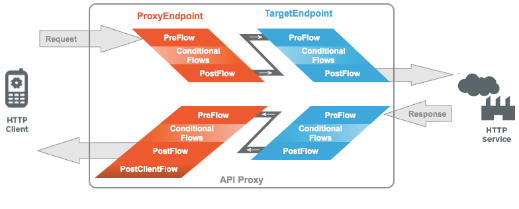 ProxyEndpoint
TargetEndpoint
Request
PreFlow
Conditional
Flows
PostFlow
PreFlow
Conditional
Flows
PostFlow
HTTP
Client
PreFlow
Conditional
Flows
PostFlow
PostClientFlow
PreFlow
Conditional
Flows
PostFlow
Response
HTTP
Service
API Proxy